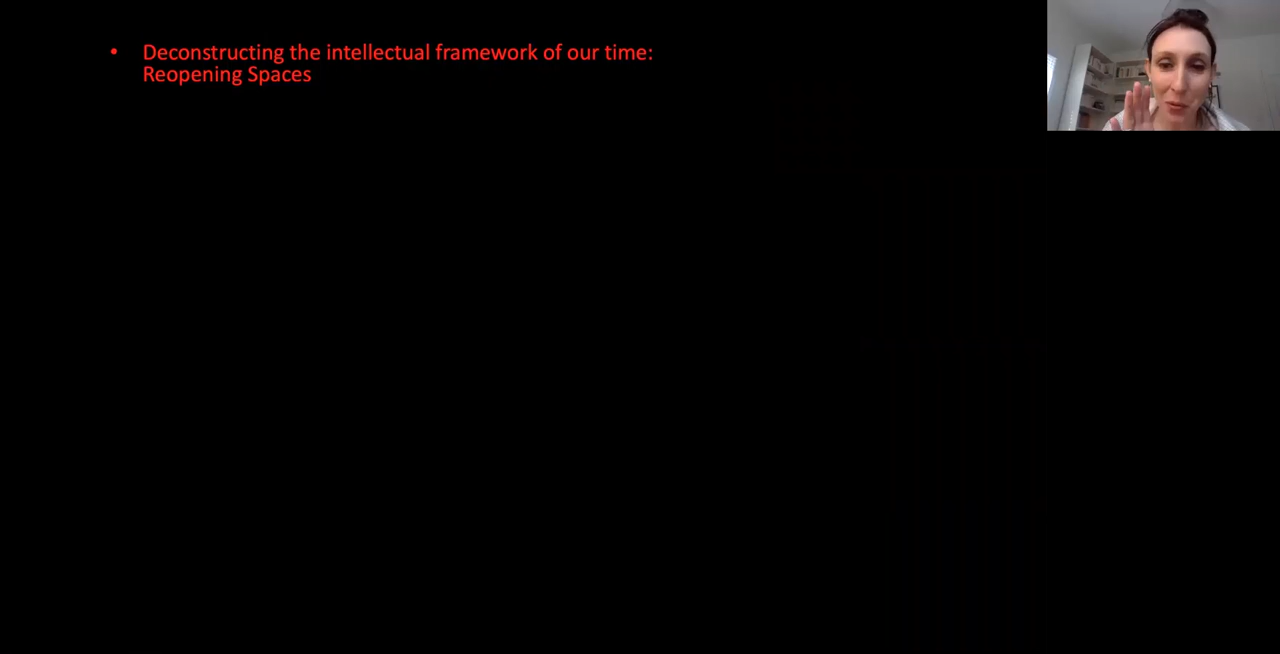 • Deconstructing the intellectual framework of our time:
Reopening Spaces